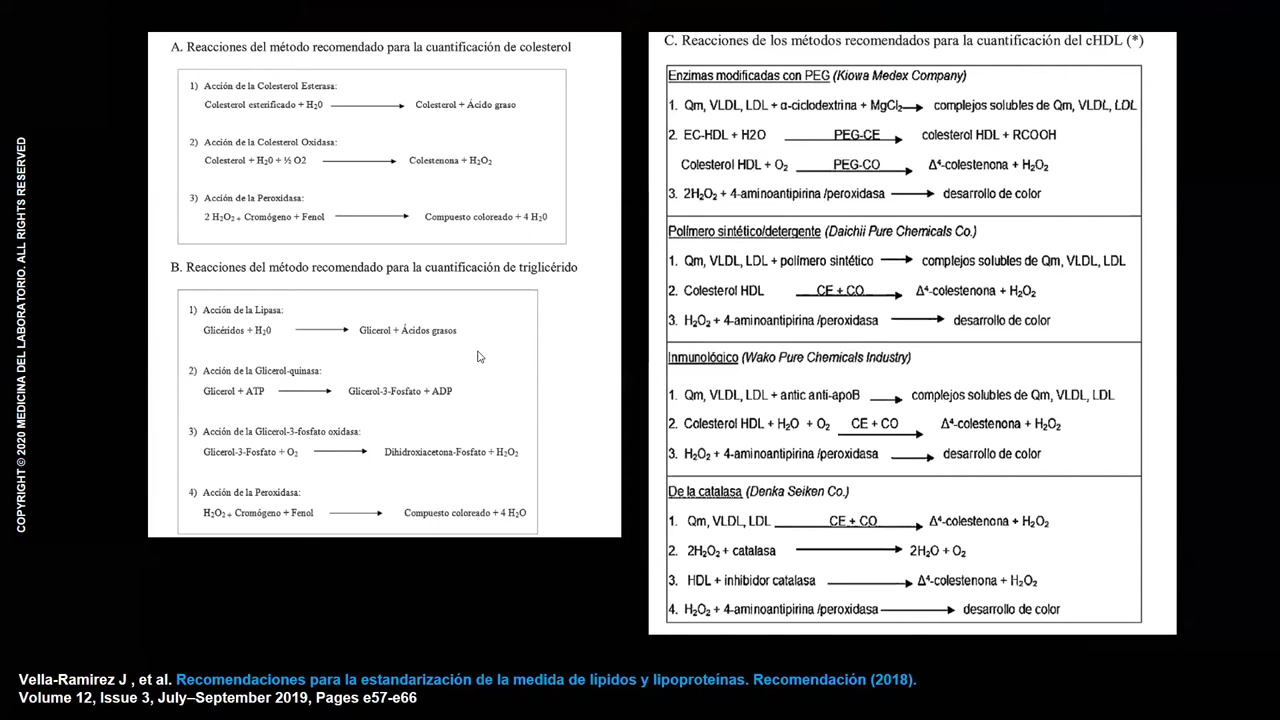 COPYRIGHT © 2020 MEDICINA DEL LABORATORIO. ALL RIGHTS RESERVED
A. Reacciones del método recomendado para la cuantificación de colesterol
1) Acción de la Colesterol Esterasa:
Colesterol esterificado + H₂0 → Colesterol + Ácido graso
2) Acción de la Colesterol Oxidasa:
Colesterol + H₂0 + ½ O2 → Colestenona + H₂O₂
3) Acción de la Peroxidasa:
2 H₂O₂ + Cromógeno + Fenol → Compuesto coloreado + 4 H₂0
B. Reacciones del método recomendado para la cuantificación de triglicérido
1) Acción de la Lipasa:
Glicéridos + H₂0 → Glicerol + Ácidos grasos
2) Acción de la Glicerol-quinasa:
Glicerol + ATP → Glicerol-3-Fosfato + ADP
3) Acción de la Glicerol-3-fosfato oxidasa:
Glicerol-3-Fosfato + O₂ → Dihidroxiacetona-Fosfato + H₂O₂
4) Acción de la Peroxidasa:
H₂O₂ + Cromógeno + Fenol → Compuesto coloreado + 4 H₂O
C. Reacciones de los métodos recomendados para la cuantificación del cHDL (*)
Enzimas modificadas con PEG (Kiowa Medex Company)
1. Qm, VLDL, LDL + α-ciclodextrina + MgCl₂ → complejos solubles de Qm, VLDL, LDL
2. EC-HDL + H2O PEG-CE → colesterol HDL + RCOOH
Colesterol HDL + O₂ PEG-CO → Δ⁴-colestenona + H₂O₂
3. 2H₂O₂ + 4-aminoantipirina /peroxidasa → desarrollo de color
Polímero sintético/detergente (Daichii Pure Chemicals Co.)
1. Qm, VLDL, LDL + polímero sintético → complejos solubles de Qm, VLDL, LDL
2. Colesterol HDL CE + CO → Δ⁴-colestenona + H₂O₂
3. H₂O₂ + 4-aminoantipirina /peroxidasa → desarrollo de color
Inmunológico (Wako Pure Chemicals Industry)
1. Qm, VLDL, LDL + antic anti-apoB → complejos solubles de Qm, VLDL, LDL
2. Colesterol HDL + H₂O + O₂ CE + CO → Δ⁴-colestenona + H₂O₂
3. H₂O₂ + 4-aminoantipirina /peroxidasa → desarrollo de color
De la catalasa (Denka Seiken Co.)
1. Qm, VLDL, LDL CE + CO → Δ⁴-colestenona + H₂O₂
2. 2H₂O₂ + catalasa → 2H₂O + O₂
3. HDL + inhibidor catalasa → Δ⁴-colestenona + H₂O₂
4. H₂O₂ + 4-aminoantipirina /peroxidasa → desarrollo de color
Vella-Ramirez J , et al. Recomendaciones para la estandarización de la medida de lípidos y lipoproteínas. Recomendación (2018).
Volume 12, Issue 3, July–September 2019, Pages e57-e66